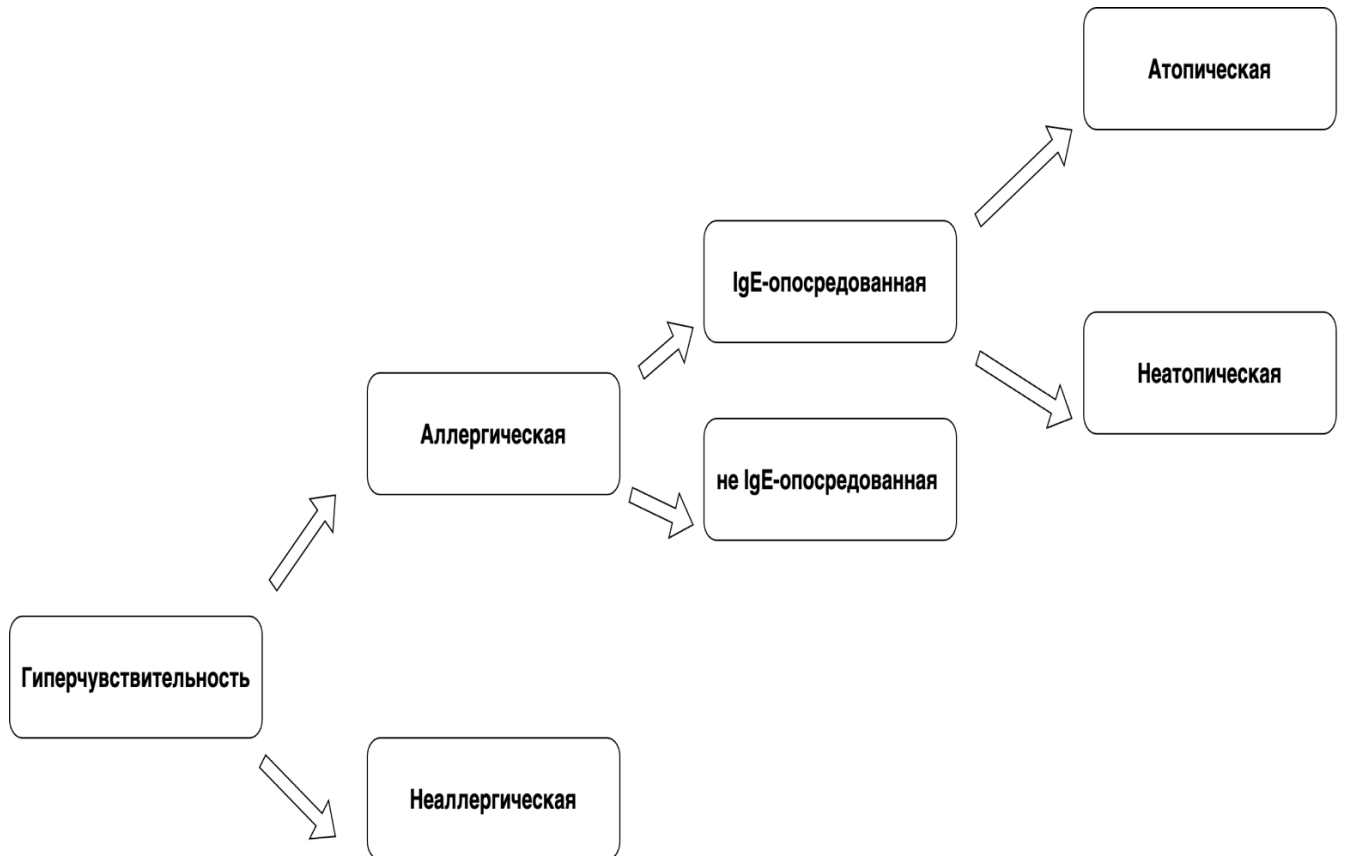 Атопическая
IgE-опосредованная
Неатопическая
Аллергическая
не IgE-опосредованная
Гиперчувствительность
Неаллергическая